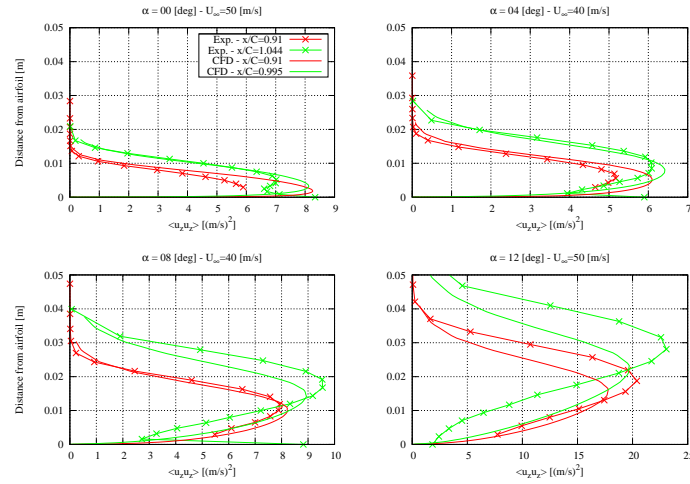 α = 00 [deg] - U∞=50 [m/s]
Distance from airfoil [m]
0.05
0.04
0.03
0.02
0.01
0
0 1 2 3 4 5 6 7 8 9
<uzuz> [(m/s)²]
Exp. - x/C=0.91
Exp. - x/C=1.044
CFD - x/C=0.91
CFD - x/C=0.995
α = 04 [deg] - U∞=40 [m/s]
0.05
0.04
0.03
0.02
0.01
0
0 1 2 3 4 5 6 7
<uzuz> [(m/s)²]
α = 08 [deg] - U∞=40 [m/s]
Distance from airfoil [m]
0.05
0.04
0.03
0.02
0.01
0
0 1 2 3 4 5 6 7 8 9 10
<uzuz> [(m/s)²]
α = 12 [deg] - U∞=50 [m/s]
0.05
0.04
0.03
0.02
0.01
0
0 5 10 15 20
<uzuz> [(m/s)²]